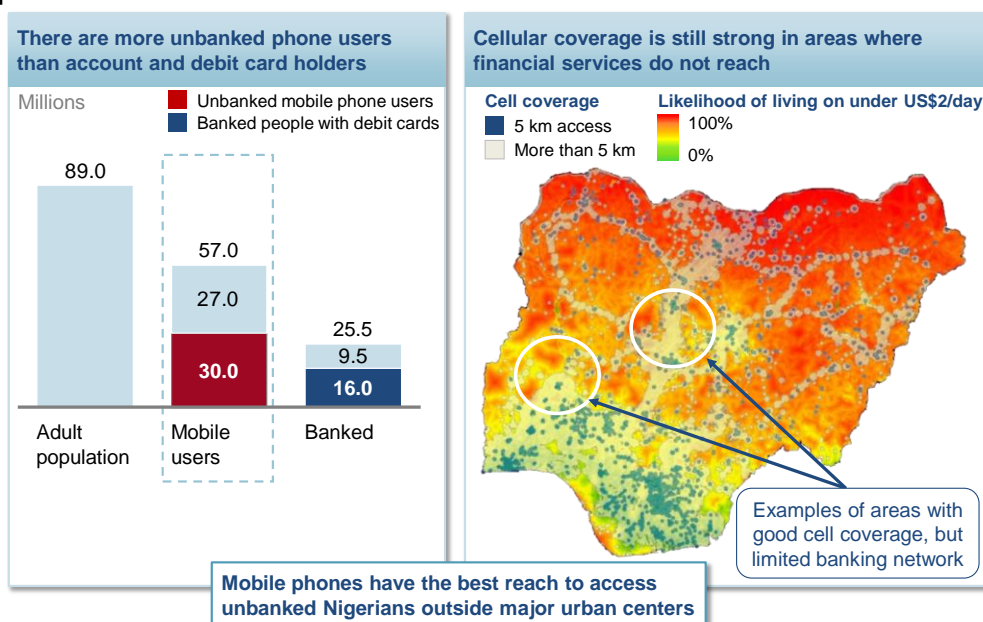 There are more unbanked phone users
than account and debit card holders
Millions
Unbanked mobile phone users
Banked people with debit cards
89.0
57.0
27.0
30.0
25.5
9.5
16.0
Adult
population
Mobile
users
Banked
Cellular coverage is still strong in areas where
financial services do not reach
Cell coverage
5 km access
More than 5 km
Likelihood of living on under US$2/day
100%
0%
Examples of areas with
good cell coverage, but
limited banking network
Mobile phones have the best reach to access
unbanked Nigerians outside major urban centers